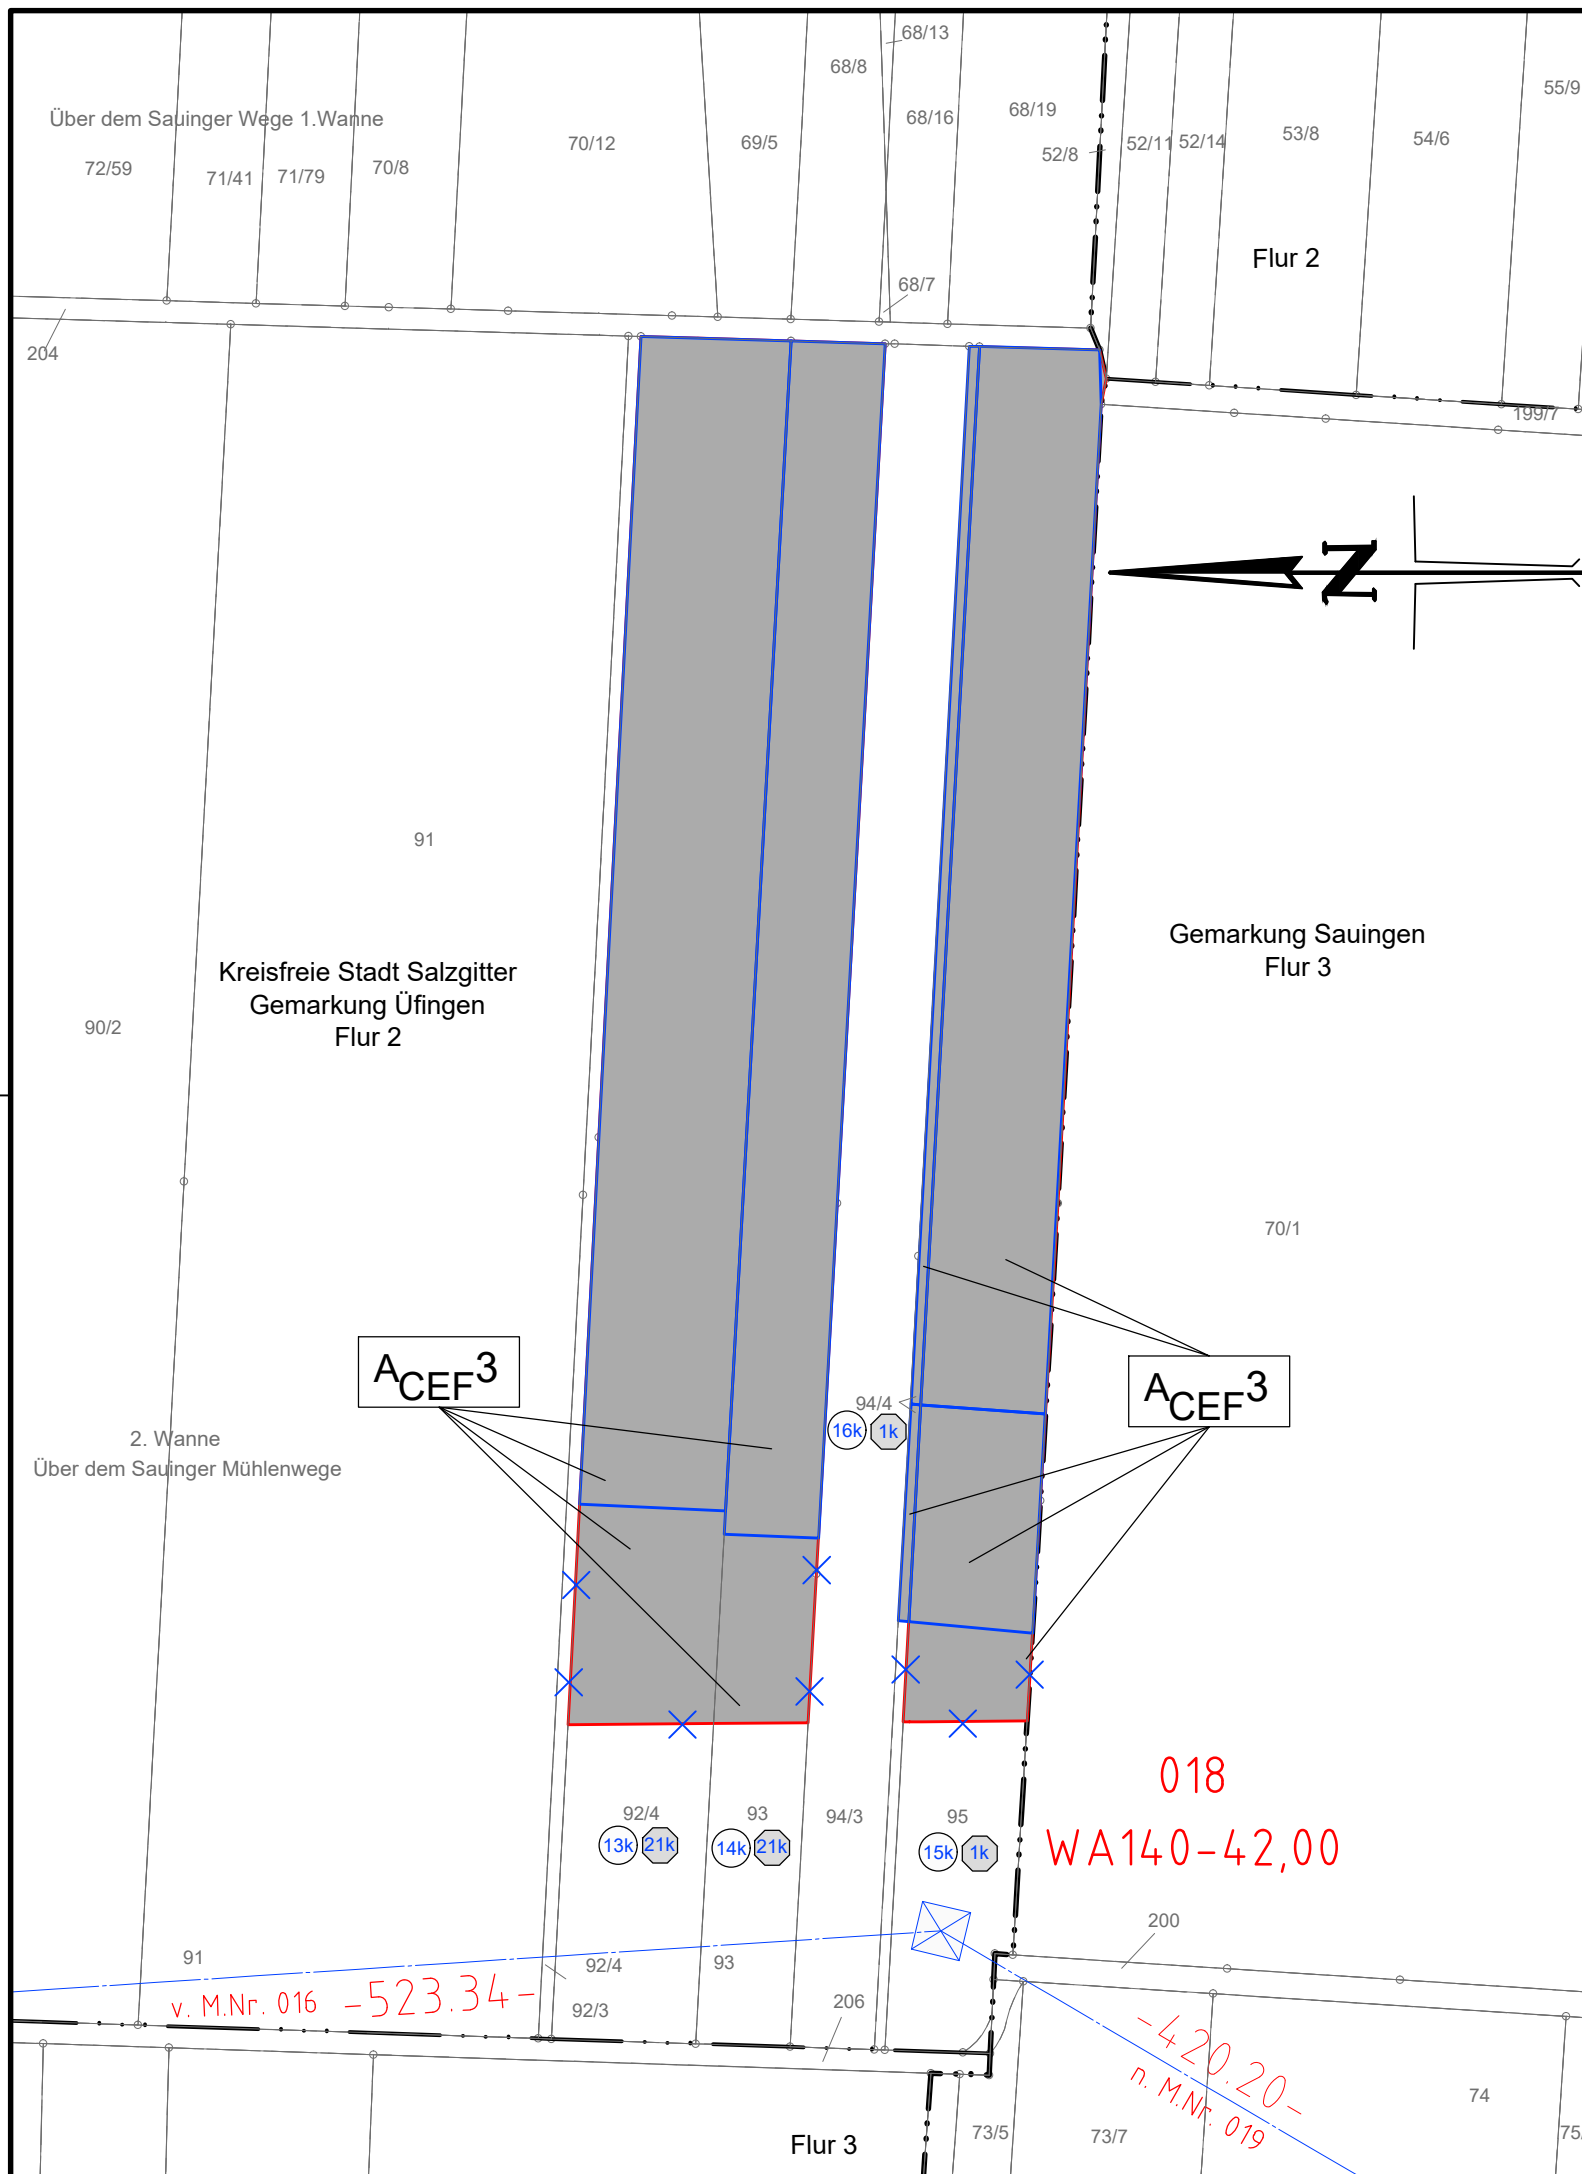 68/13
68/8
55/9
Über dem Sauinger Wege 1.Wanne
68/16
68/19
70/12
69/5
52/8
52/11
52/14
53/8
54/6
72/59
71/41
71/79
70/8
Flur 2
68/7
204
199/7
N
91
Gemarkung Sauingen
Flur 3
Kreisfreie Stadt Salzgitter
Gemarkung Üfingen
Flur 2
90/2
70/1
ACEF3
ACEF3
94/4
16k
1k
2. Wanne
Über dem Sauinger Mühlenwege
018
WA140-42,00
92/4
93
94/3
95
13k
21k
14k
21k
15k
1k
200
91
92/4
93
v. M.Nr. 016 -523.34-
92/3
206
-420.20-
n. M.Nr. 019
74
73/5
73/7
75/
Flur 3